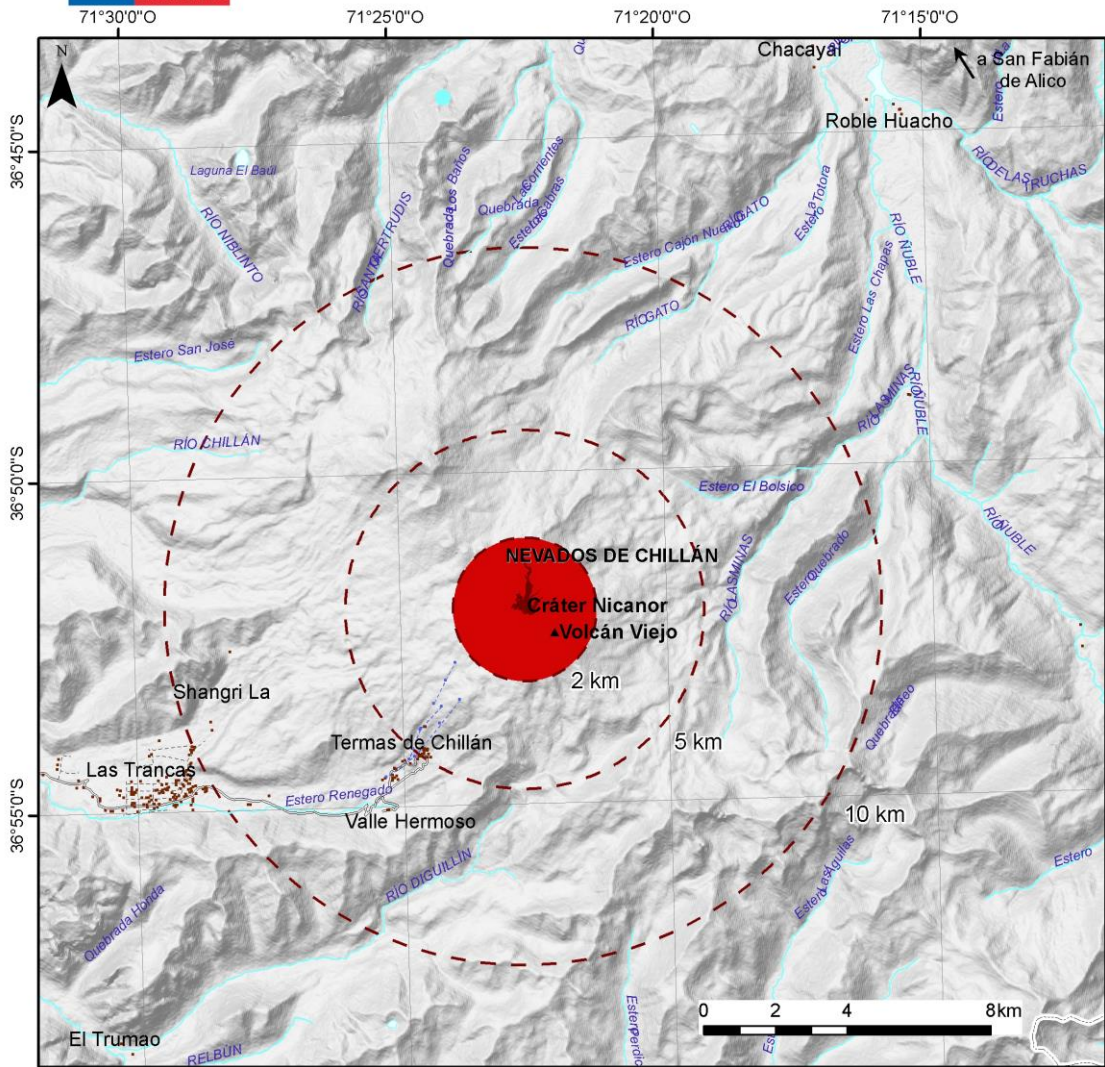 71°30'0"O
71°25'0"O
71°20'0"O
71°15'0"O
N
Chacayal
a San Fabián
de Alico
Estero
Roble Huacho
36°45'0"S
Laguna El Baúl
RÍO DE LAS
TRUCHAS
RÍO NIBLINTO
RÍO SANTA GERTRUDIS
Quebrada Los Baños
Quebrada Las Corrientes
Estero Las Cabras
Estero Cajón Nuevo
RÍO GATO
Estero La Totora
RÍO ÑUBLE
Estero Las Chapas
RÍO GATO
Estero San José
RÍO CHILLÁN
RÍO LAS MINAS
RÍO ÑUBLE
36°50'0"S
Estero El Bolsico
RÍO ÑUBLE
NEVADOS DE CHILLÁN
Estero Quebrado
RÍO LAS MINAS
Cráter Nicanor
Volcán Viejo
2 km
Shangri La
Quebrada
5 km
Termas de Chillán
Las Trancas
Estero Renegado
10 km
36°55'0"S
Valle Hermoso
RÍO DIGUILLÍN
Estero Las Aguilas
Estero
Quebrada Honda
0 2 4 8km
El Trumao
RELBÚN
Estero
Estero